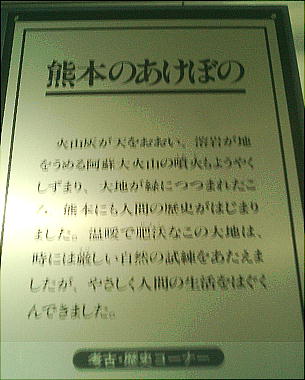 熊本のあけぼの
火山灰が天をおおい、溶岩が地
をうめる阿蘇大火山の噴火もようやく
しずまり、大地が緑につつまれたこ
ろ、熊本にも人間の歴史がはじまり
ました。温暖で肥沃なこの大地は、
時には厳しい自然の試練をあたえま
したが、やさしく人間の生活をはぐく
んできました。
考古・歴史コーナー